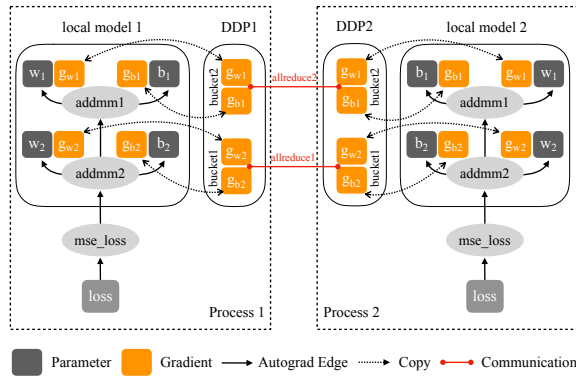 local model 1
DDP1
DDP2
local model 2
w1 gw1 gb1 b1
gw1
gb1
bucket2
allreduce2
gw1
gb1
bucket2
b1 gb1 gw1 w1
addmm1
addmm1
w2 gw2 gb2 b2
gw2
gb2
bucket1
allreduce1
gw2
gb2
bucket1
b2 gb2 gw2 w2
addmm2
addmm2
mse_loss
mse_loss
loss
loss
Process 1
Process 2
Parameter
Gradient
Autograd Edge
Copy
Communication